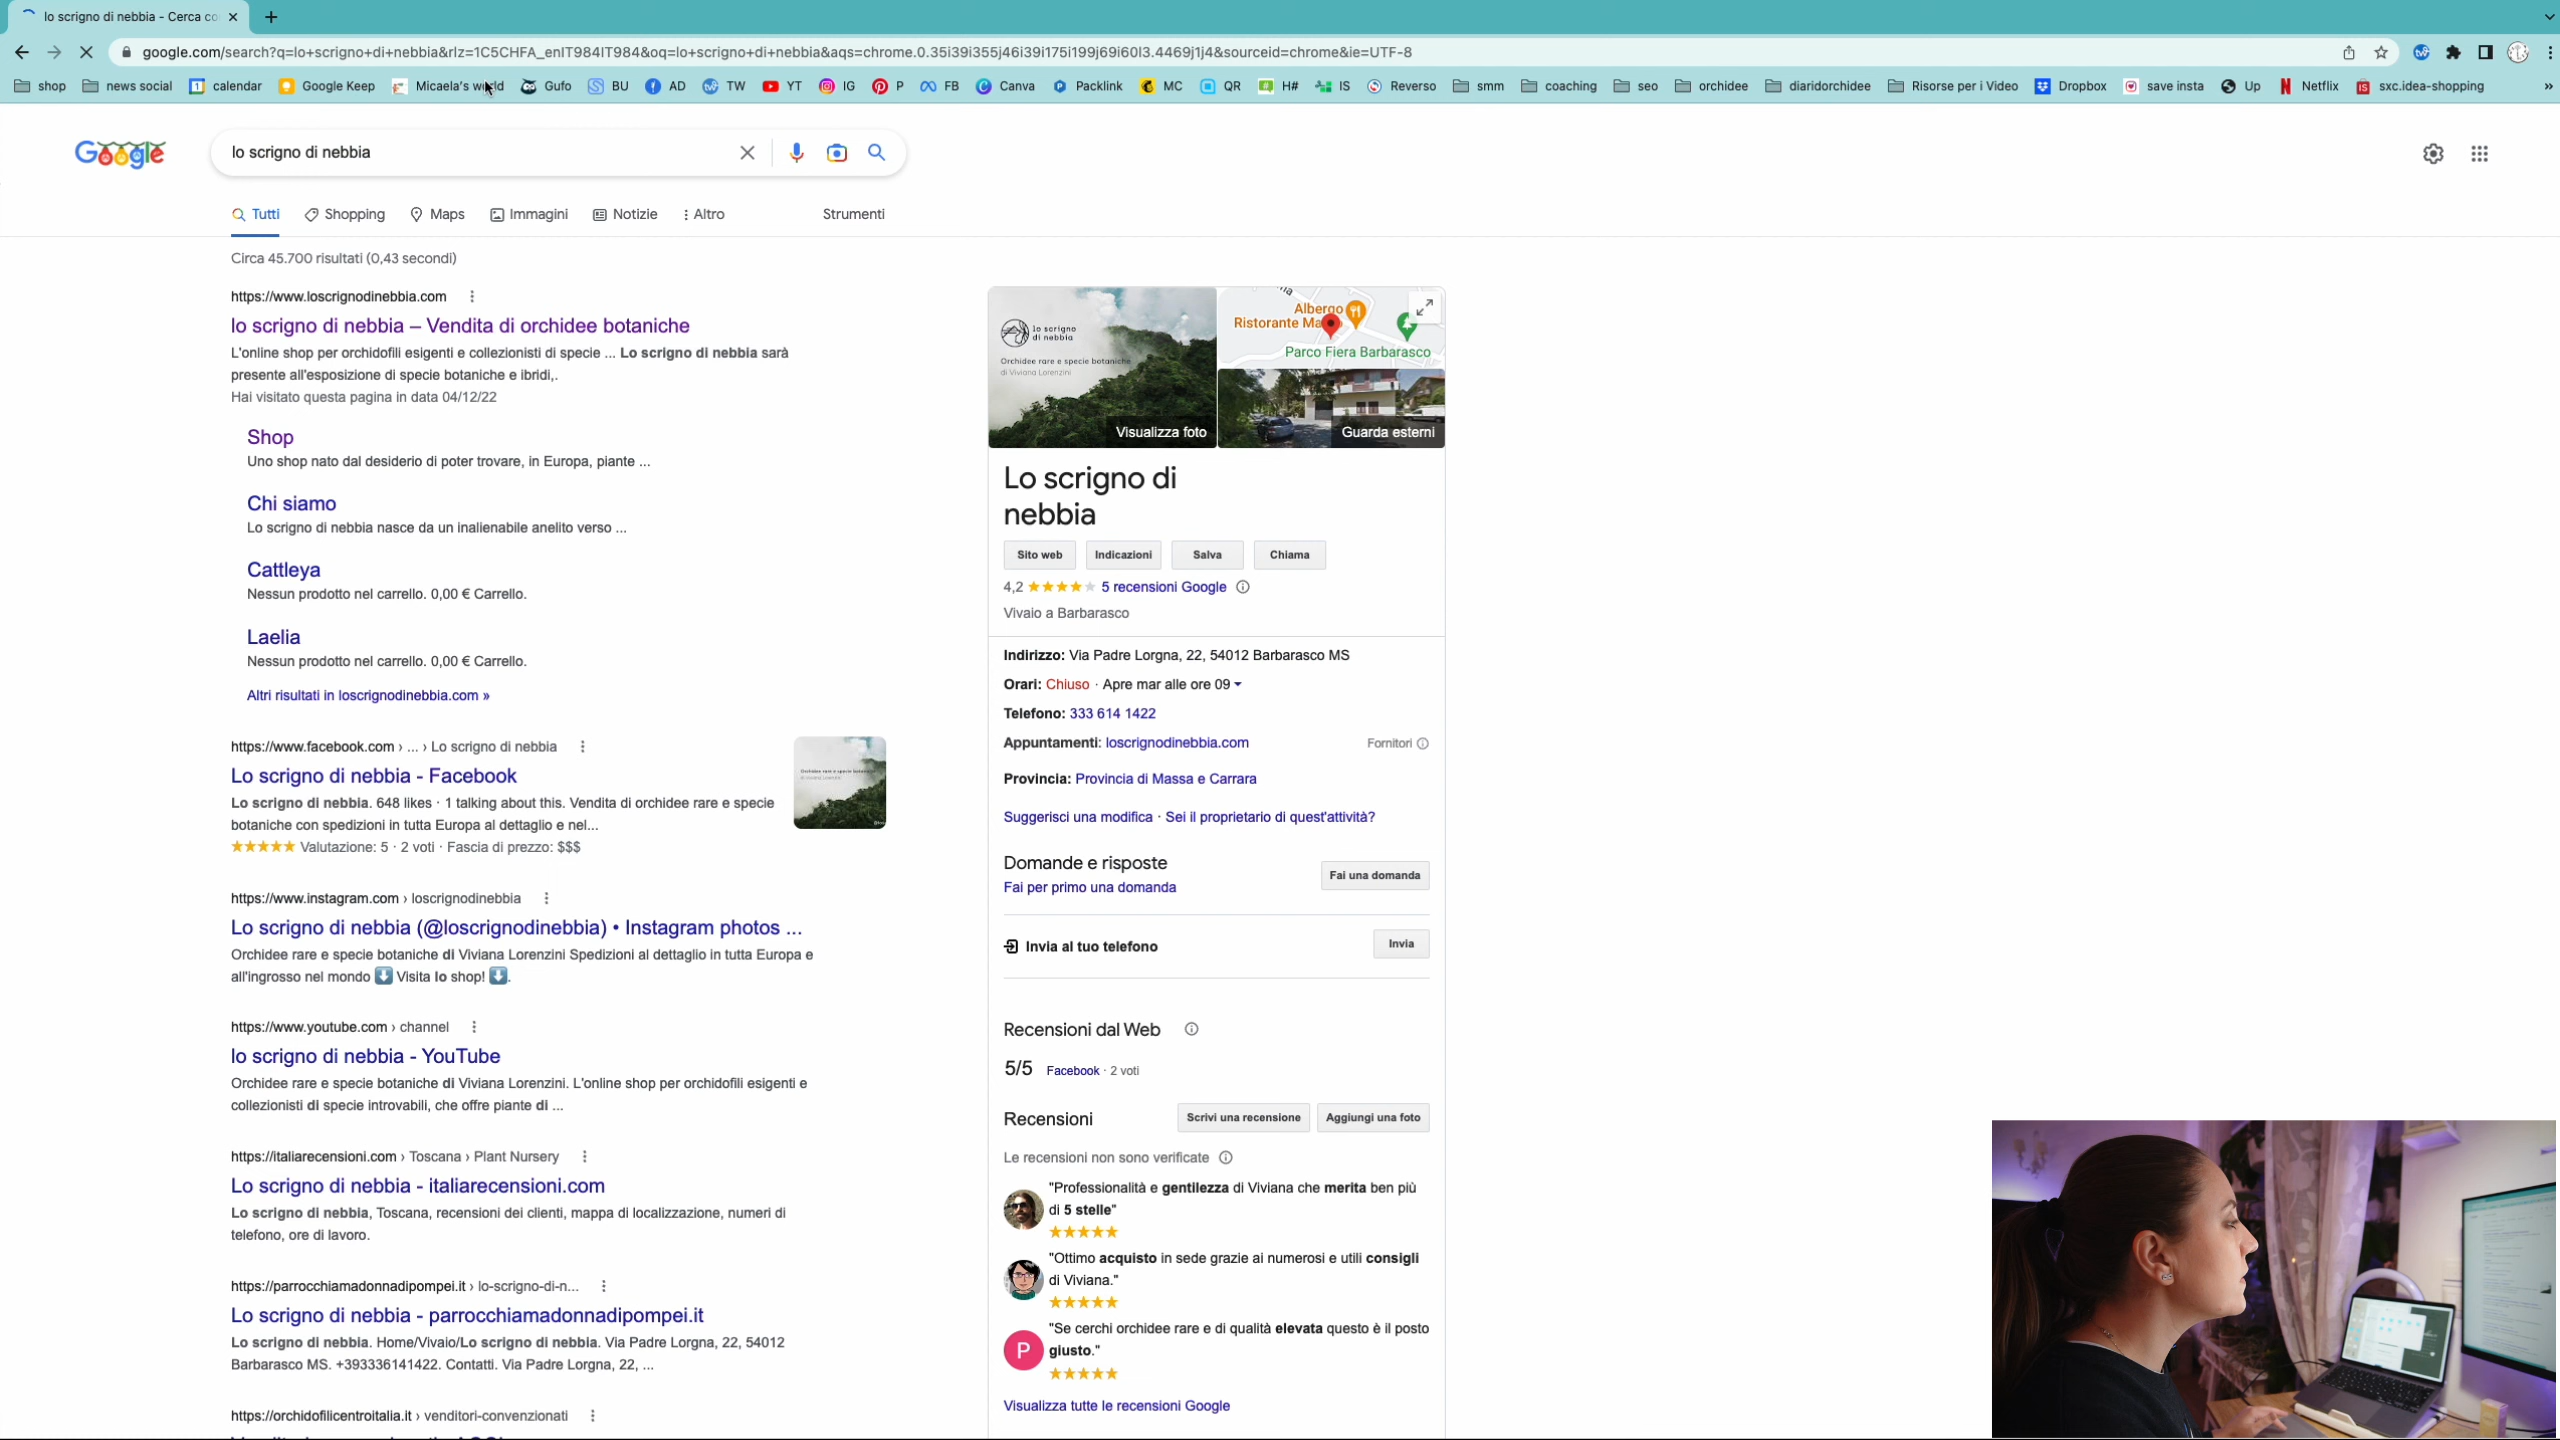 lo scrigno di nebbia - Cerca co
google.com/search?q=lo+scrigno+di+nebbia&rlz=1C5CHFA_enIT984IT984&oq=lo+scrigno+di+nebbia&aqs=chrome.0.35i39i355j46i39i175i199j69i60l3.4469j1j4&sourceid=chrome&ie=UTF-8
shop news social calendar Google Keep Micaela's world Gufo BU AD TW YT IG P FB Canva Packlink MC QR H# IS Reverso smm coaching seo orchidee diaridorchidee Risorse per i Video Dropbox save insta Up Netflix sxc.idea-shopping »
Google
lo scrigno di nebbia
Tutti Shopping Maps Immagini Notizie Altro Strumenti
Circa 45.700 risultati (0,43 secondi)
https://www.loscrignodinebbia.com
lo scrigno di nebbia – Vendita di orchidee botaniche
L'online shop per orchidofili esigenti e collezionisti di specie ... Lo scrigno di nebbia sarà
presente all'esposizione di specie botaniche e ibridi,.
Hai visitato questa pagina in data 04/12/22
Shop
Uno shop nato dal desiderio di poter trovare, in Europa, piante ...
Chi siamo
Lo scrigno di nebbia nasce da un inalienabile anelito verso ...
Cattleya
Nessun prodotto nel carrello. 0,00 € Carrello.
Laelia
Nessun prodotto nel carrello. 0,00 € Carrello.
Altri risultati in loscrignodinebbia.com »
https://www.facebook.com › ... › Lo scrigno di nebbia
Lo scrigno di nebbia - Facebook
Lo scrigno di nebbia. 648 likes · 1 talking about this. Vendita di orchidee rare e specie
botaniche con spedizioni in tutta Europa al dettaglio e nel...
Valutazione: 5 · 2 voti · Fascia di prezzo: $$$
https://www.instagram.com › loscrignodinebbia
Lo scrigno di nebbia (@loscrignodinebbia) • Instagram photos ...
Orchidee rare e specie botaniche di Viviana Lorenzini Spedizioni al dettaglio in tutta Europa e
all'ingrosso nel mondo ⬇️ Visita lo shop! ⬇️.
https://www.youtube.com › channel
lo scrigno di nebbia - YouTube
Orchidee rare e specie botaniche di Viviana Lorenzini. L'online shop per orchidofili esigenti e
collezionisti di specie introvabili, che offre piante di ...
https://italiarecensioni.com › Toscana › Plant Nursery
Lo scrigno di nebbia - italiarecensioni.com
Lo scrigno di nebbia, Toscana, recensioni dei clienti, mappa di localizzazione, numeri di
telefono, ore di lavoro.
https://parrocchiamadonnadipompei.it › lo-scrigno-di-n...
Lo scrigno di nebbia - parrocchiamadonnadipompei.it
Lo scrigno di nebbia. Home/Vivaio/Lo scrigno di nebbia. Via Padre Lorgna, 22, 54012
Barbarasco MS. +393336141422. Contatti. Via Padre Lorgna, 22, ...
https://orchidofilicentroitalia.it › venditori-convenzionati
lo scrigno
di nebbia
Orchidee rare e specie botaniche
di Viviana Lorenzini
Visualizza foto
Albergo
Ristorante Ma
Parco Fiera Barbarasco
Guarda esterni
Lo scrigno di
nebbia
Sito web Indicazioni Salva Chiama
4,2 5 recensioni Google
Vivaio a Barbarasco
Indirizzo: Via Padre Lorgna, 22, 54012 Barbarasco MS
Orari: Chiuso · Apre mar alle ore 09
Telefono: 333 614 1422
Appuntamenti: loscrignodinebbia.com Fornitori
Provincia: Provincia di Massa e Carrara
Suggerisci una modifica · Sei il proprietario di quest'attività?
Domande e risposte
Fai per primo una domanda
Fai una domanda
Invia al tuo telefono Invia
Recensioni dal Web
5/5 Facebook · 2 voti
Recensioni Scrivi una recensione Aggiungi una foto
Le recensioni non sono verificate
"Professionalità e gentilezza di Viviana che merita ben più
di 5 stelle"
"Ottimo acquisto in sede grazie ai numerosi e utili consigli
di Viviana."
P
"Se cerchi orchidee rare e di qualità elevata questo è il posto
giusto."
Visualizza tutte le recensioni Google